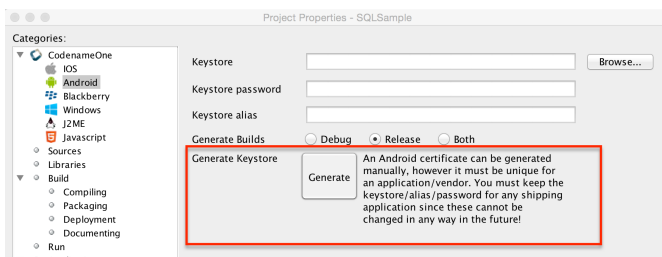 Project Properties - SQLSample
Categories:
CodenameOne
IOS
Android
Blackberry
Windows
J2ME
Javascript
Sources
Libraries
Build
Compiling
Packaging
Deployment
Documenting
Run
Keystore
Browse...
Keystore password
Keystore alias
Generate Builds
Debug
Release
Both
Generate Keystore
Generate
An Android certificate can be generated
manually, however it must be unique for
an application/vendor. You must keep the
keystore/alias/password for any shipping
application since these cannot be
changed in any way in the future!